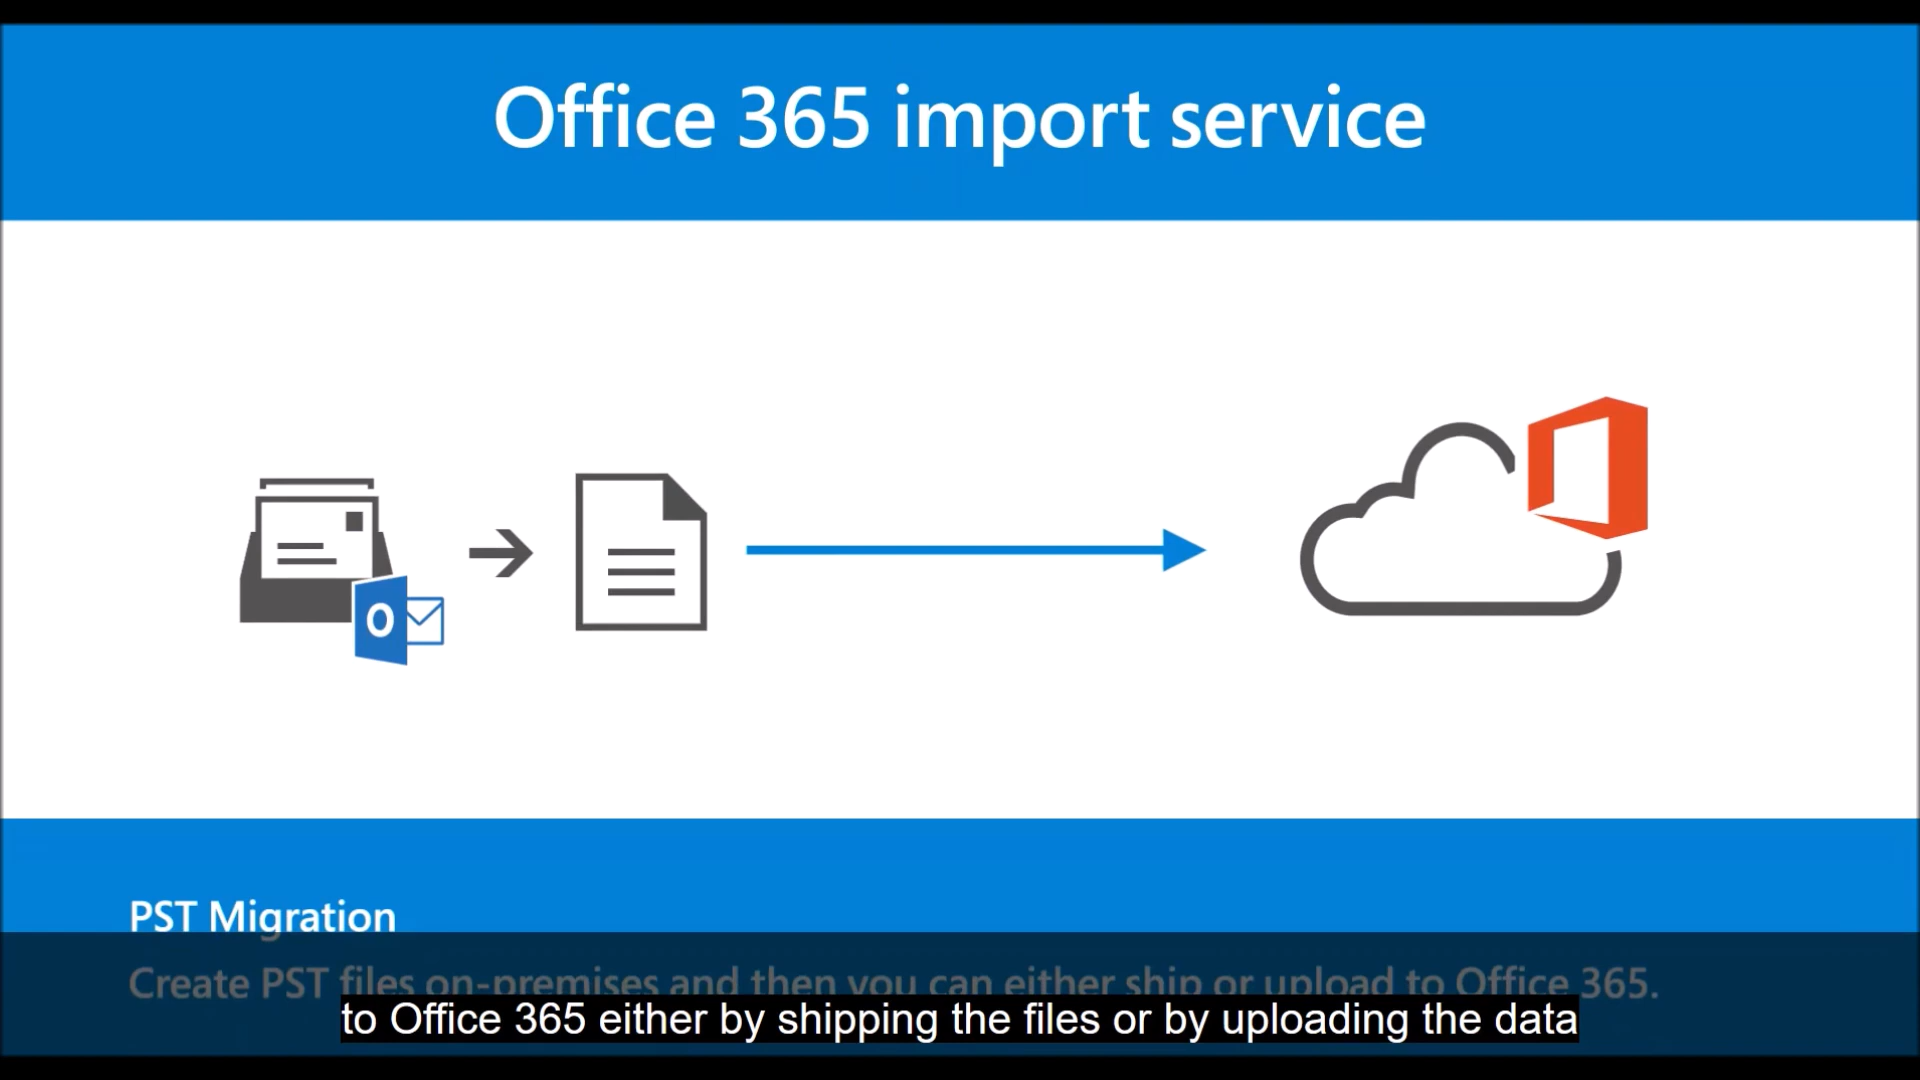 Office 365 import service
O
PST Migration
Create PST files on-premises and then you can either ship or upload to Office 365.
to Office 365 either by shipping the files or by uploading the data